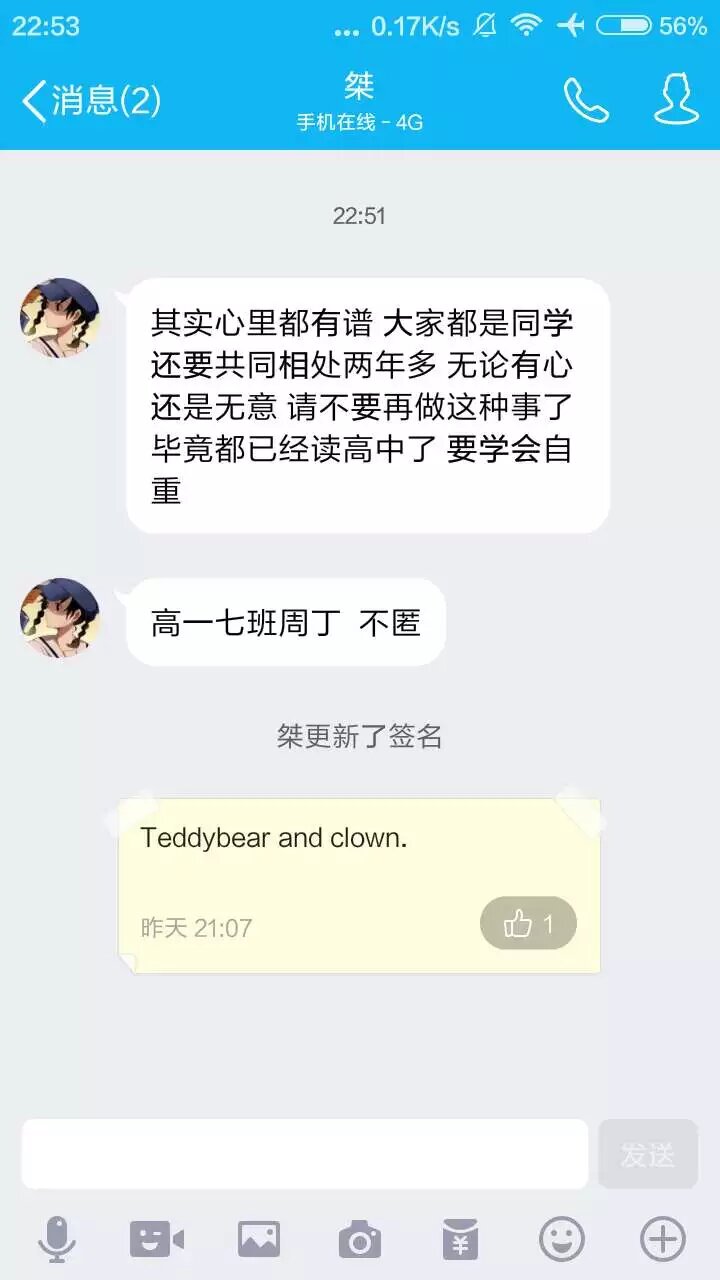 22:53
... 0.17K/s 56%
消息(2)
桀
手机在线 - 4G
22:51
其实心里都有谱 大家都是同学
还要共同相处两年多 无论有心
还是无意 请不要再做这种事了
毕竟都已经读高中了 要学会自
重
高一七班周丁 不匿
桀更新了签名
Teddybear and clown.
昨天 21:07
1
发送